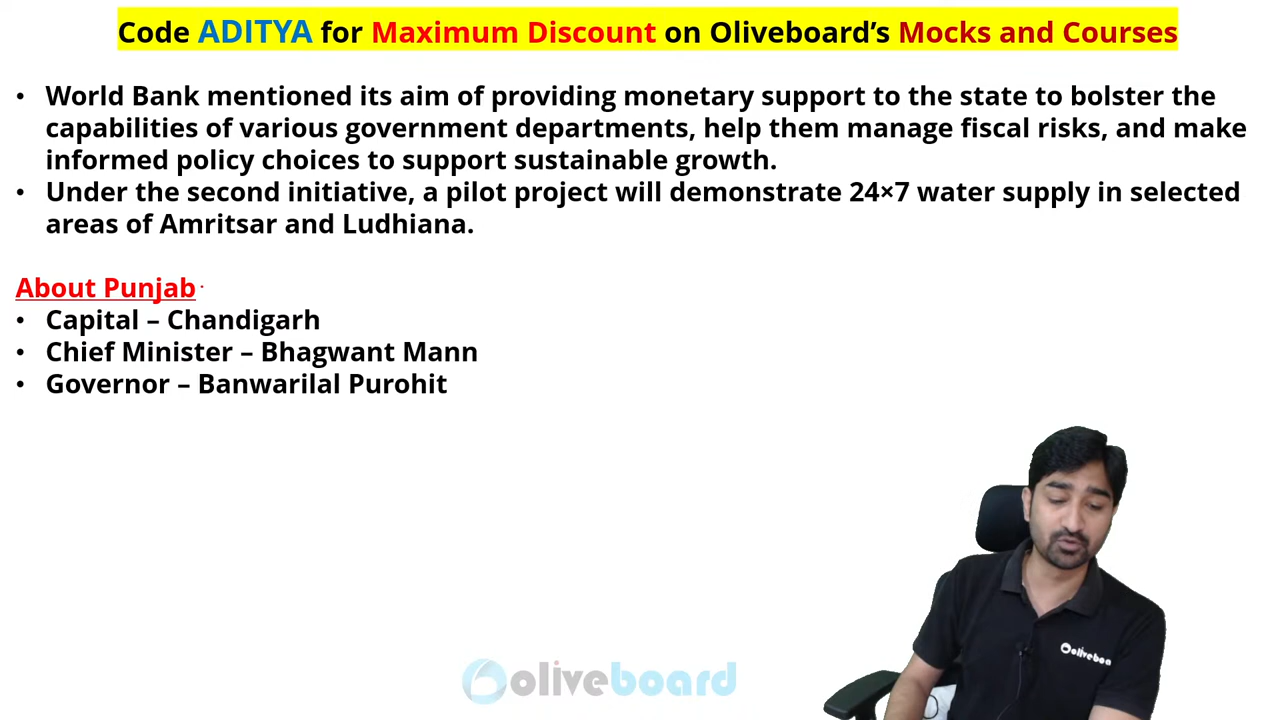 Code ADITYA for Maximum Discount on Oliveboard’s Mocks and Courses
• World Bank mentioned its aim of providing monetary support to the state to bolster the
capabilities of various government departments, help them manage fiscal risks, and make
informed policy choices to support sustainable growth.
• Under the second initiative, a pilot project will demonstrate 24×7 water supply in selected
areas of Amritsar and Ludhiana.
About Punjab
• Capital – Chandigarh
• Chief Minister – Bhagwant Mann
• Governor – Banwarilal Purohit
oliveboard
oliveboard